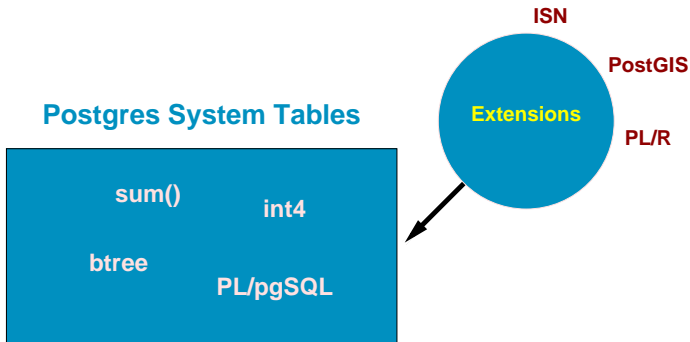 ISN
PostGIS
Extensions
PL/R
Postgres System Tables
sum()
int4
btree
PL/pgSQL